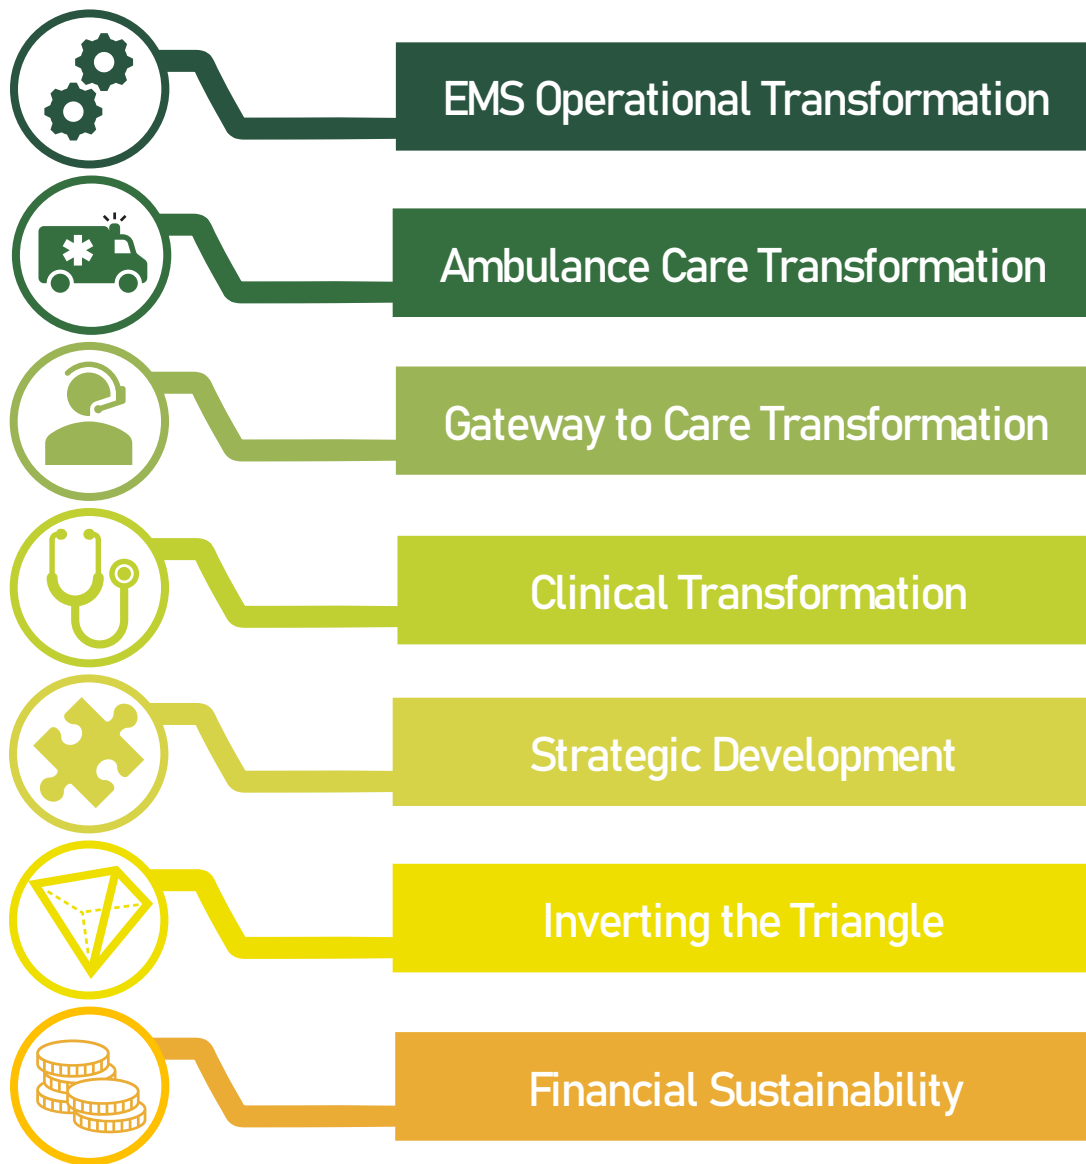 EMS Operational Transformation
Ambulance Care Transformation
Gateway to Care Transformation
Clinical Transformation
Strategic Development
Inverting the Triangle
Financial Sustainability